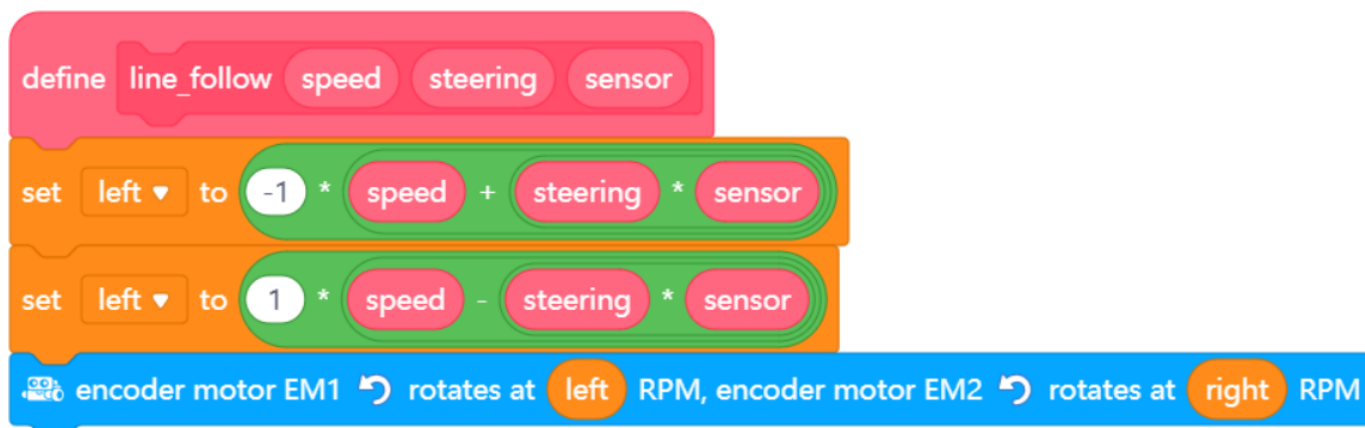 define line_follow speed steering sensor
set left ▾ to -1 * speed + steering * sensor
set left ▾ to 1 * speed - steering * sensor
encoder motor EM1 rotates at left RPM, encoder motor EM2 rotates at right RPM